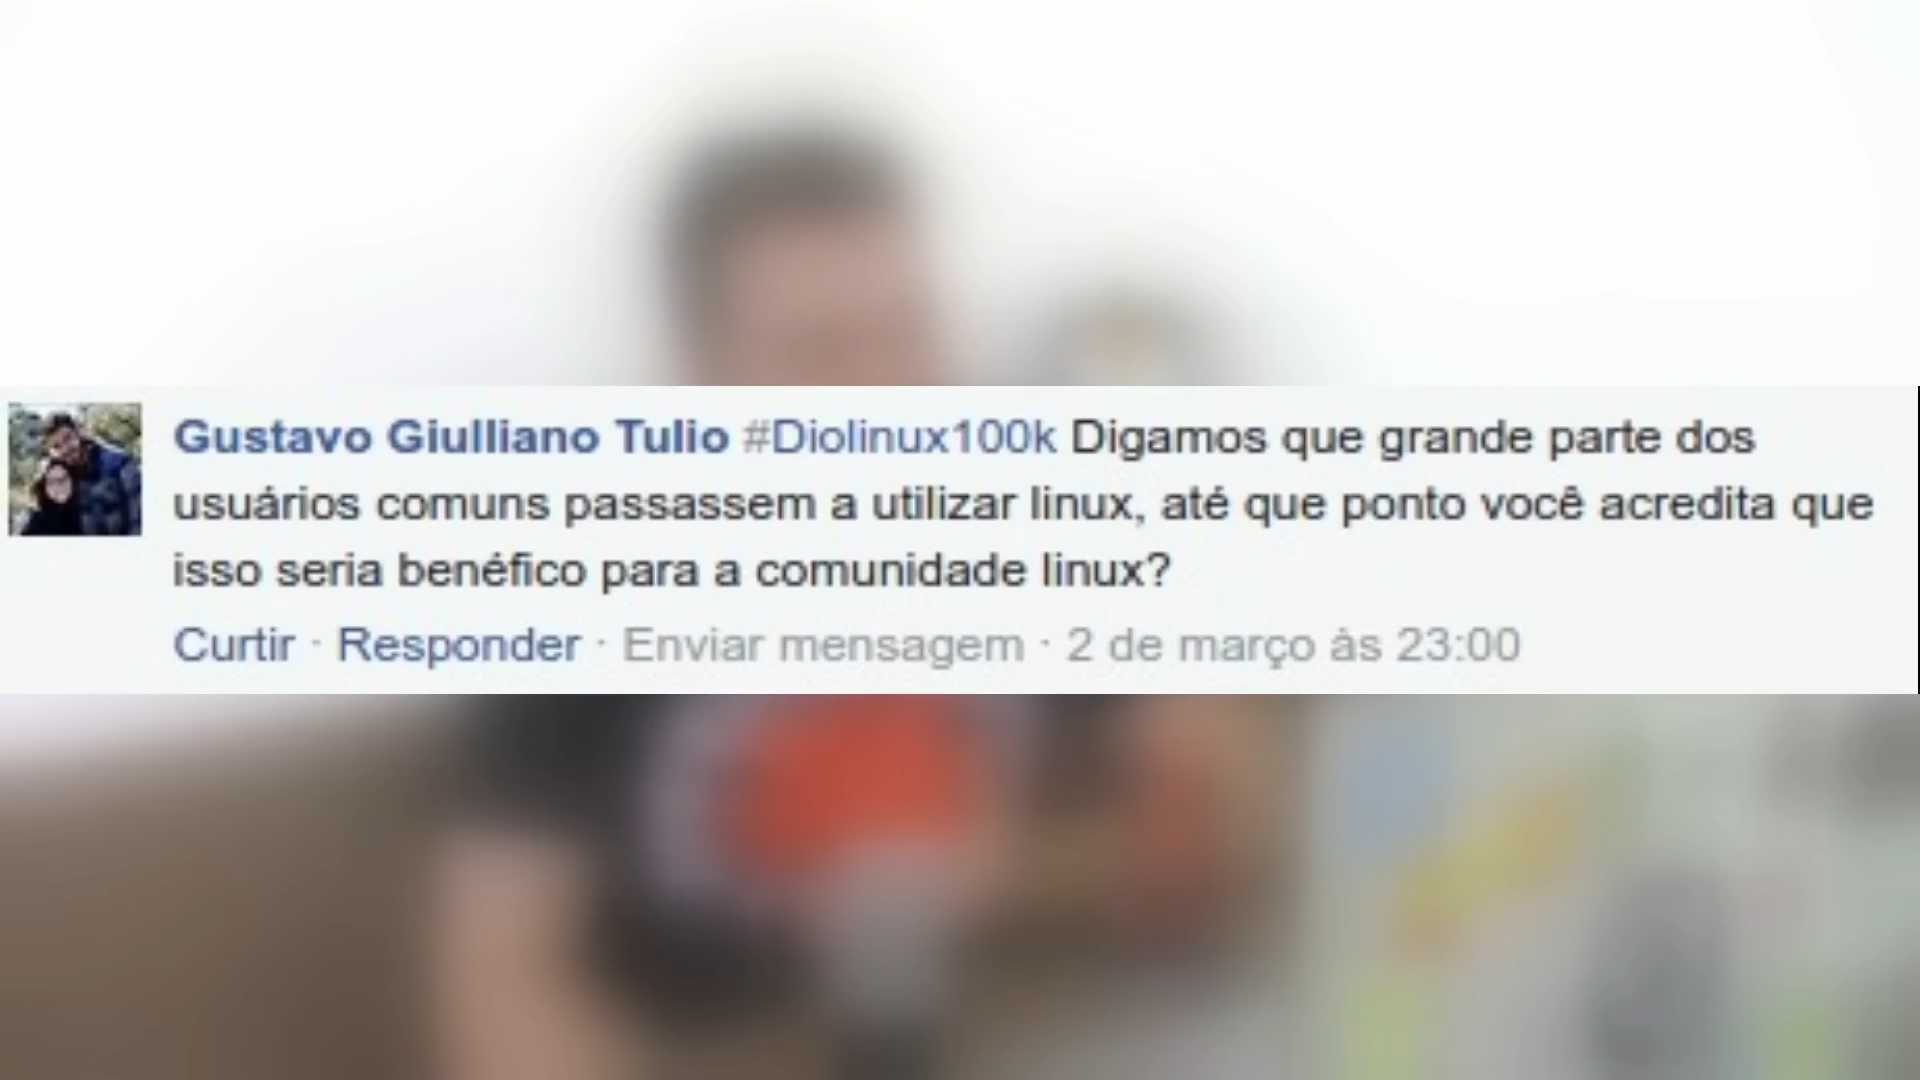 Gustavo Giulliano Tulio #Diolinux100k Digamos que grande parte dos
usuários comuns passassem a utilizar linux, até que ponto você acredita que
isso seria benéfico para a comunidade linux?
Curtir · Responder · Enviar mensagem · 2 de março às 23:00